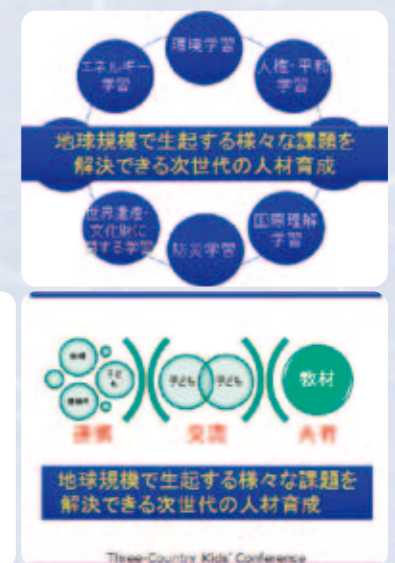 環境学習
エネルギー
学習
人権・平和
学習
地球規模で生起する様々な課題を
解決できる次世代の人材育成
世界遺産・
文化財に
関する学習
防災学習
国際理解
学習
子ども
子ども
教材
連携
交流
共有
地球規模で生起する様々な課題を
解決できる次世代の人材育成
Three-Country Kids' Conference